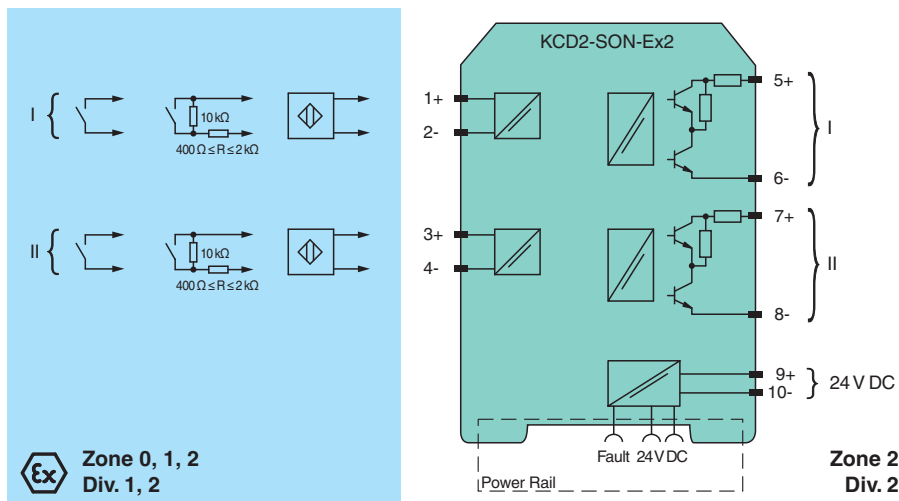 KCD2-SON-Ex2
I
10 kΩ
400 Ω ≤ R ≤ 2 kΩ
1+
2-
5+
6-
I
II
10 kΩ
400 Ω ≤ R ≤ 2 kΩ
3+
4-
7+
8-
II
9+
10-
24 V DC
Fault 24 V DC
Power Rail
Ex
Zone 0, 1, 2
Div. 1, 2
Zone 2
Div. 2